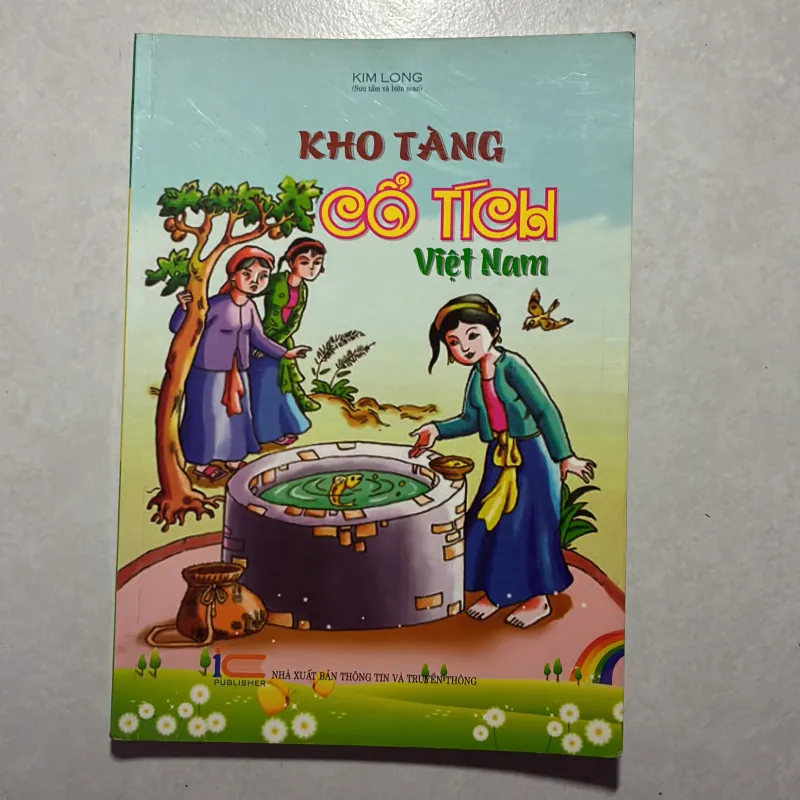 KIM LONG
(Sưu tầm và biên soạn)
KHO TÀNG
CỔ TÍCH
Việt Nam
ic
PUBLISHER
NHÀ XUẤT BẢN THÔNG TIN VÀ TRUYỀN THÔNG